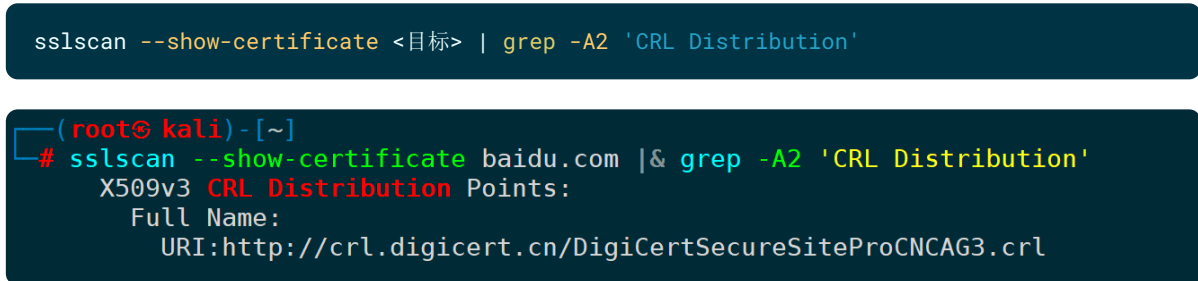 sslscan --show-certificate <目标> | grep -A2 'CRL Distribution'
┌──(root㉿ kali)-[~]
└─# sslscan --show-certificate baidu.com |& grep -A2 'CRL Distribution'
X509v3 CRL Distribution Points:
Full Name:
URI:http://crl.digicert.cn/DigiCertSecureSiteProCNCAG3.crl